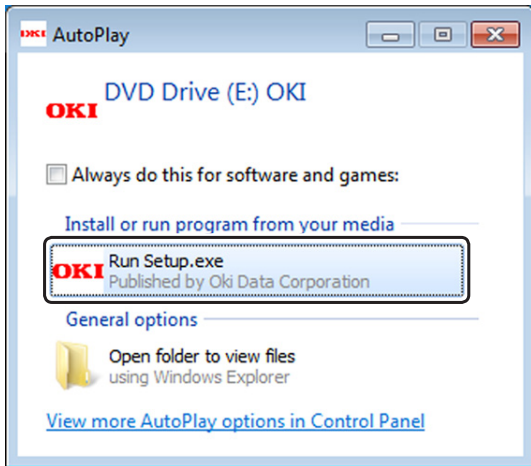 OKI AutoPlay
OKI
DVD Drive (E:) OKI
Always do this for software and games:
Install or run program from your media
OKI
Run Setup.exe
Published by Oki Data Corporation
General options
Open folder to view files
using Windows Explorer
View more AutoPlay options in Control Panel